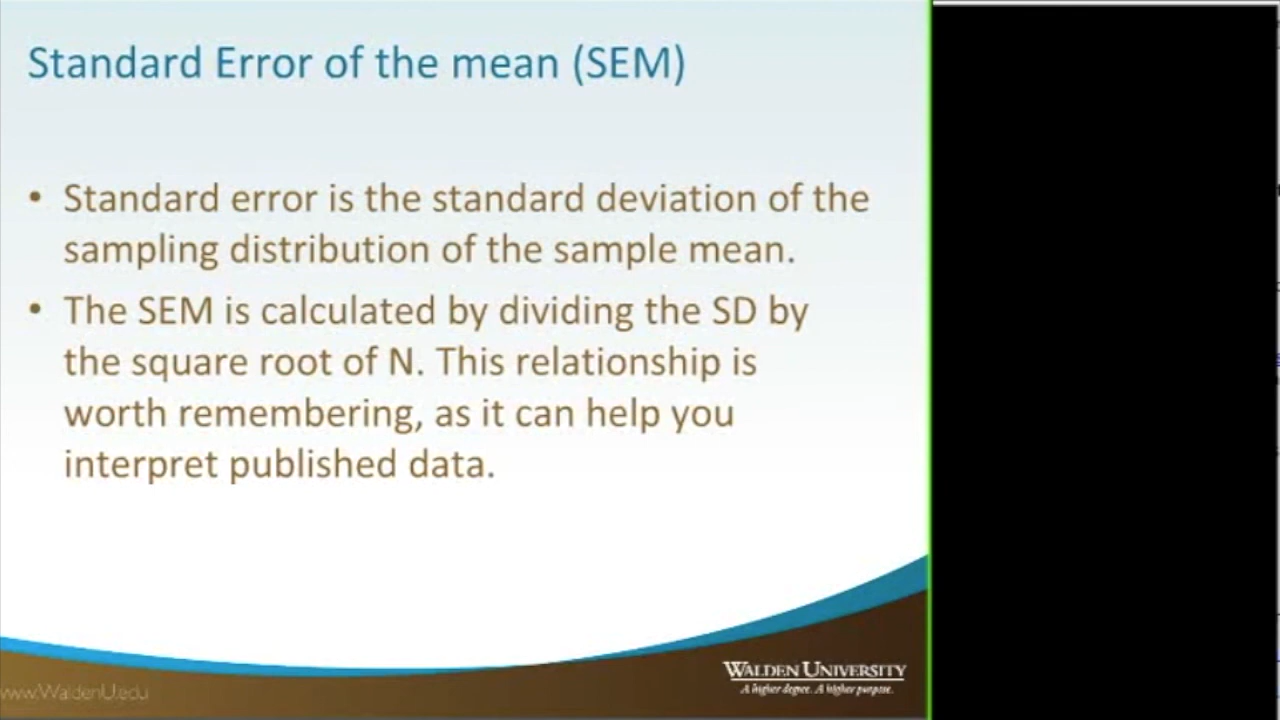 Standard Error of the mean (SEM)
• Standard error is the standard deviation of the
sampling distribution of the sample mean.
• The SEM is calculated by dividing the SD by
the square root of N. This relationship is
worth remembering, as it can help you
interpret published data.
WALDEN UNIVERSITY
A higher degree. A higher purpose.
www.WaldenU.edu